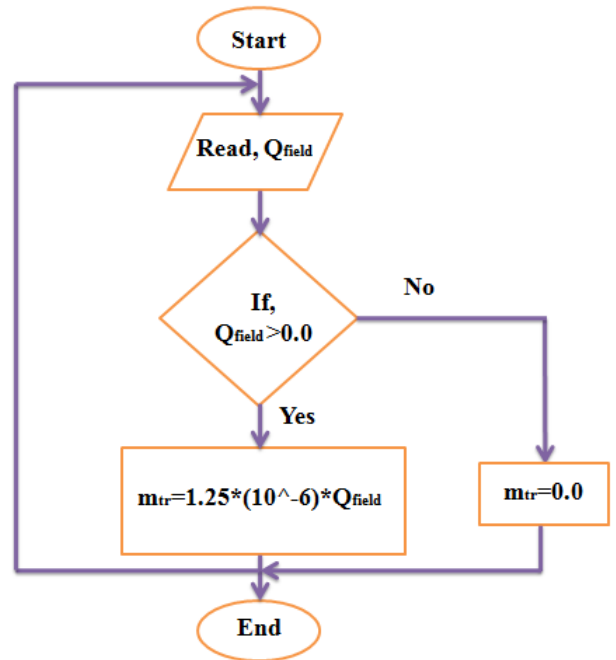 Start
Read, Qfield
If,
Qfield>0.0
No
Yes
mtr=1.25*(10^-6)*Qfield
mtr=0.0
End